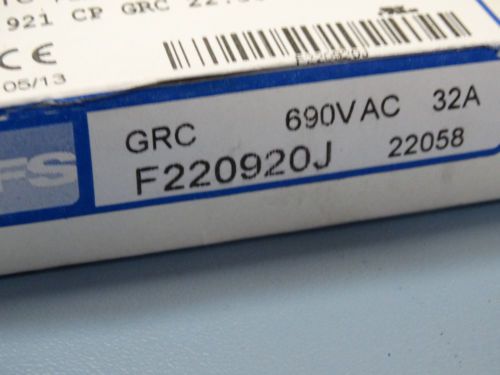 921 CP GRC 22.
CE
05/13
FS
GRC 690VAC 32A
F220920J 22058